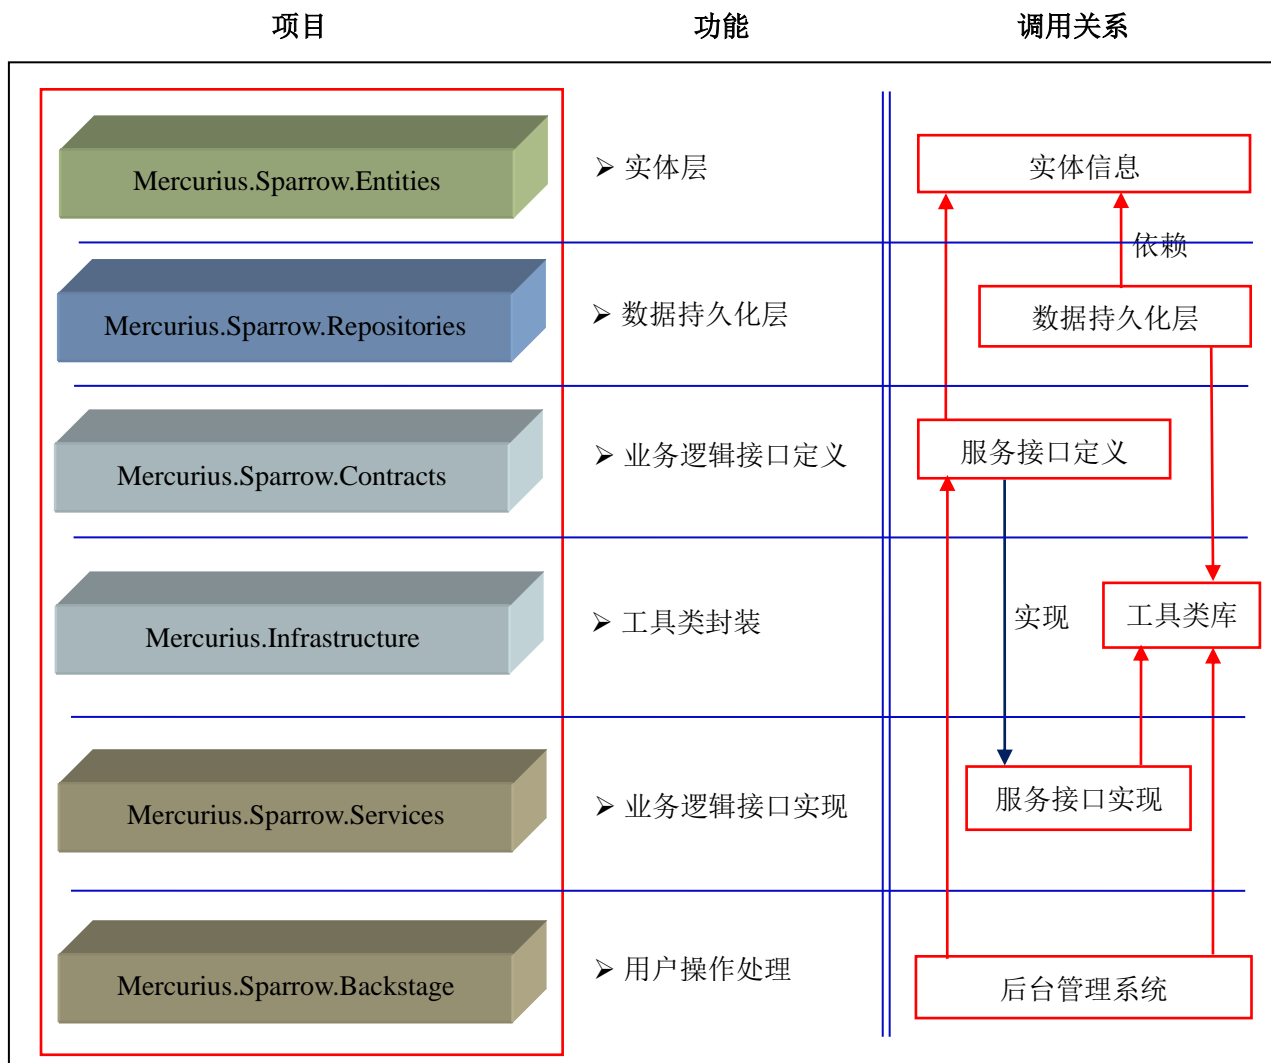 项目 功能 调用关系
Mercurius.Sparrow.Entities
➢ 实体层
实体信息
依赖
Mercurius.Sparrow.Repositories
➢ 数据持久化层
数据持久化层
Mercurius.Sparrow.Contracts
➢ 业务逻辑接口定义
服务接口定义
Mercurius.Infrastructure
➢ 工具类封装
实现
工具类库
Mercurius.Sparrow.Services
➢ 业务逻辑接口实现
服务接口实现
Mercurius.Sparrow.Backstage
➢ 用户操作处理
后台管理系统